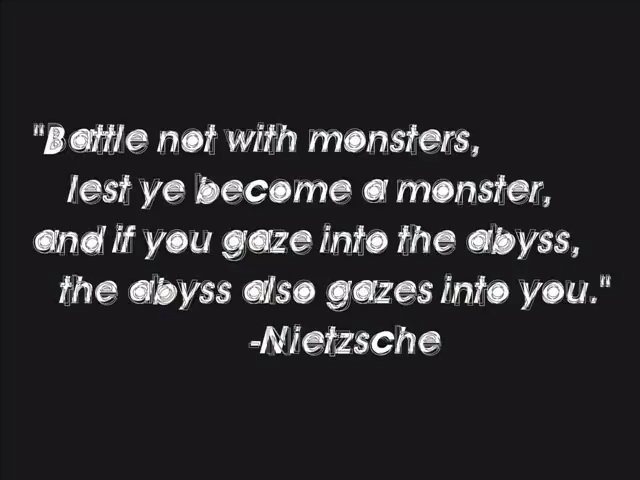 "Battle not with monsters,
lest ye become a monster,
and if you gaze into the abyss,
the abyss also gazes into you."
-Nietzsche